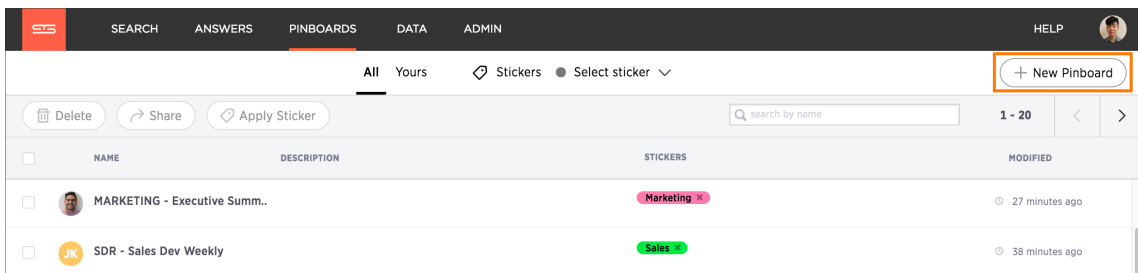 STS SEARCH ANSWERS PINBOARDS DATA ADMIN HELP
All Yours Stickers Select sticker New Pinboard
Delete Share Apply Sticker search by name 1 - 20
NAME DESCRIPTION STICKERS MODIFIED
MARKETING - Executive Summ.. Marketing × 27 minutes ago
JK SDR - Sales Dev Weekly Sales × 38 minutes ago